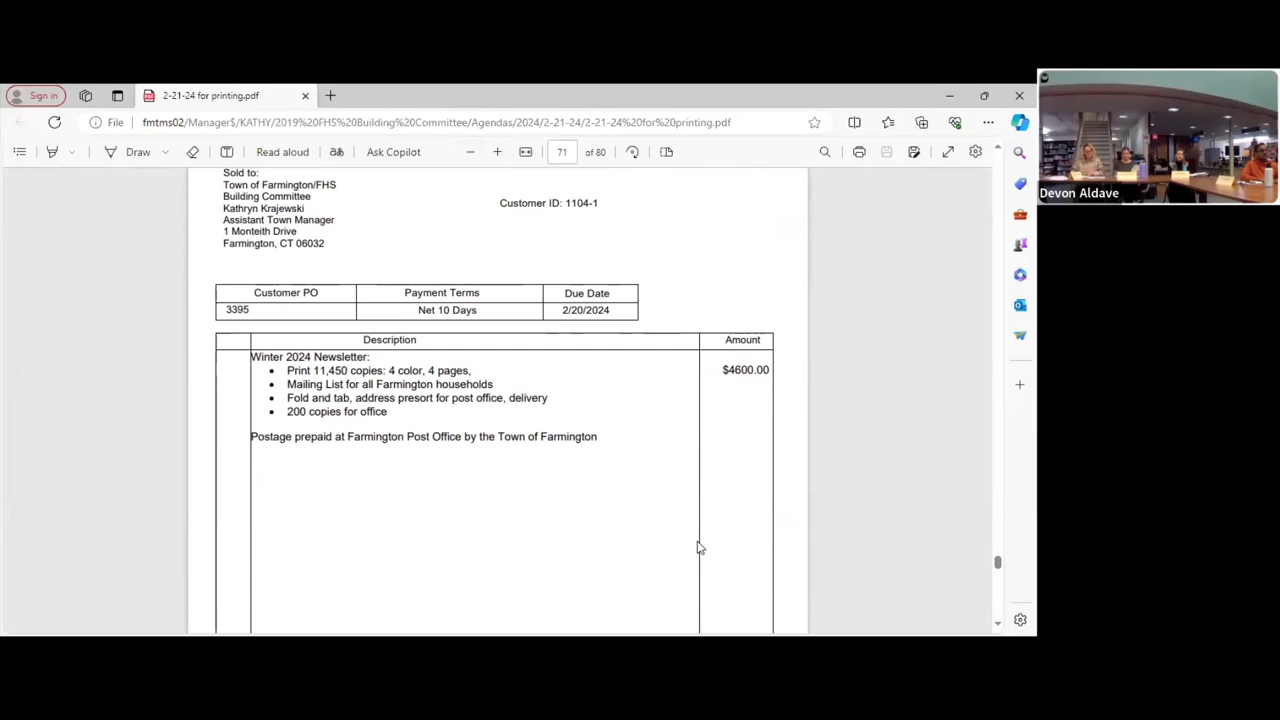 Sign in
2-21-24 for printing.pdf
File fmtms02/Manager$/KATHY/2019%20FHS%20Building%20Committee/Agendas/2024/2-21-24/2-21-24%20for%20printing.pdf
Draw Read aloud Ask Copilot 71 of 80
Sold to:
Town of Farmington/FHS
Building Committee
Kathryn Krajewski
Assistant Town Manager
1 Monteith Drive
Farmington, CT 06032
Customer ID: 1104-1
Customer PO Payment Terms Due Date
3395 Net 10 Days 2/20/2024
Description Amount
Winter 2024 Newsletter:
• Print 11,450 copies: 4 color, 4 pages, $4600.00
• Mailing List for all Farmington households
• Fold and tab, address presort for post office, delivery
• 200 copies for office
Postage prepaid at Farmington Post Office by the Town of Farmington
Devon Aldave